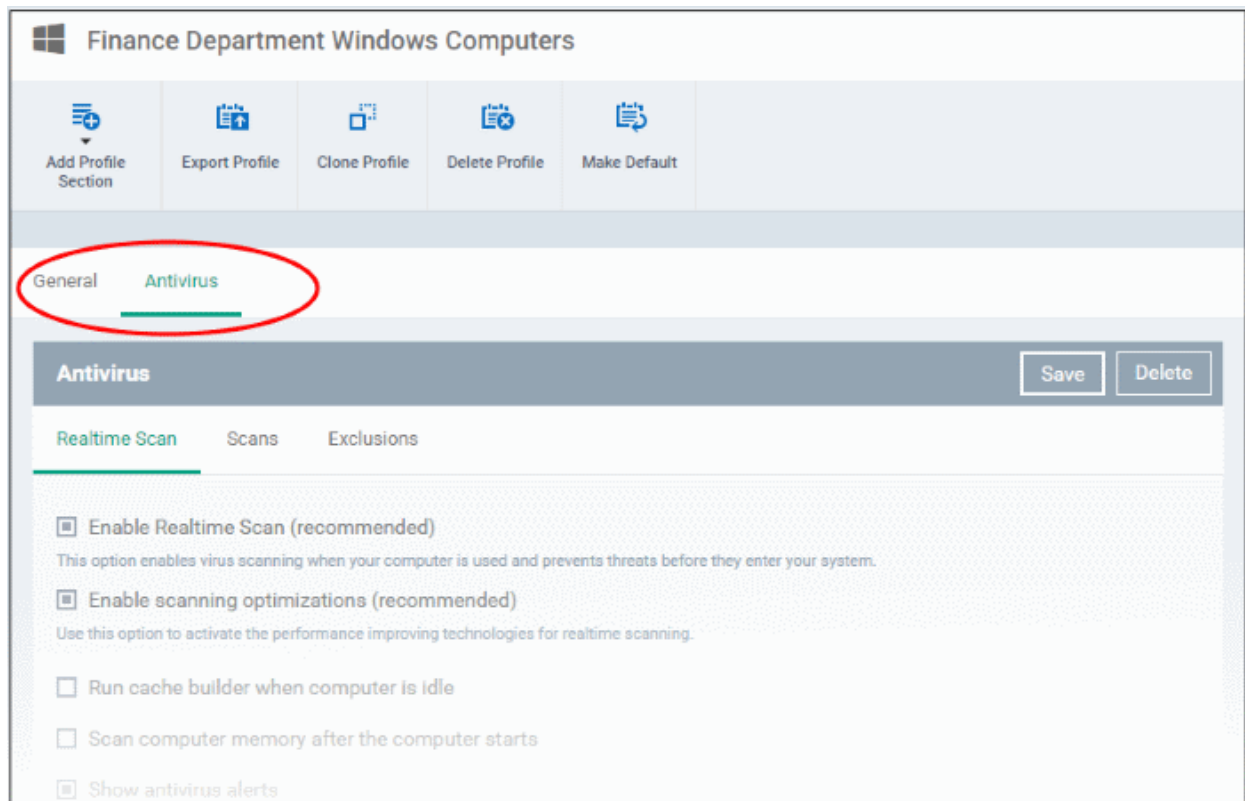 Finance Department Windows Computers
Add Profile
Section
Export Profile
Clone Profile
Delete Profile
Make Default
General
Antivirus
Antivirus
Save
Delete
Realtime Scan
Scans
Exclusions
Enable Realtime Scan (recommended)
This option enables virus scanning when your computer is used and prevents threats before they enter your system.
Enable scanning optimizations (recommended)
Use this option to activate the performance improving technologies for realtime scanning.
Run cache builder when computer is idle
Scan computer memory after the computer starts
Show antivirus alerts